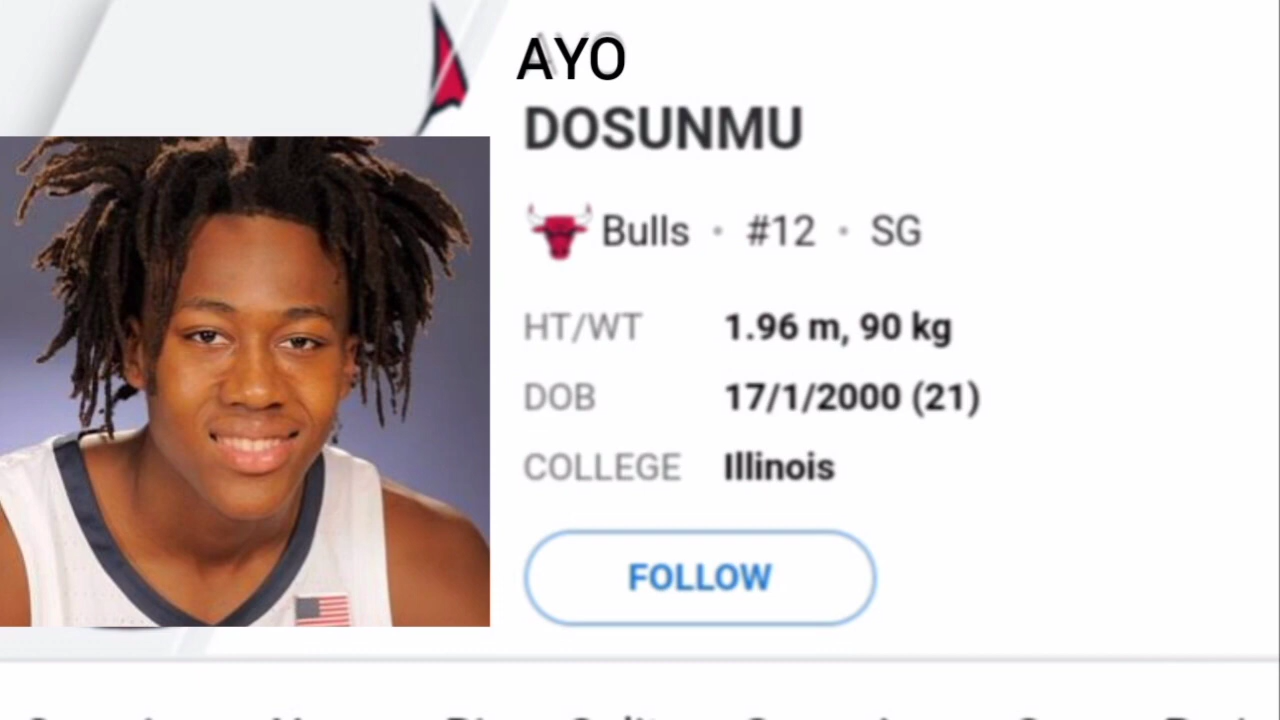 AYO
DOSUNMU
Bulls · #12 · SG
HT/WT 1.96 m, 90 kg
DOB 17/1/2000 (21)
COLLEGE Illinois
FOLLOW